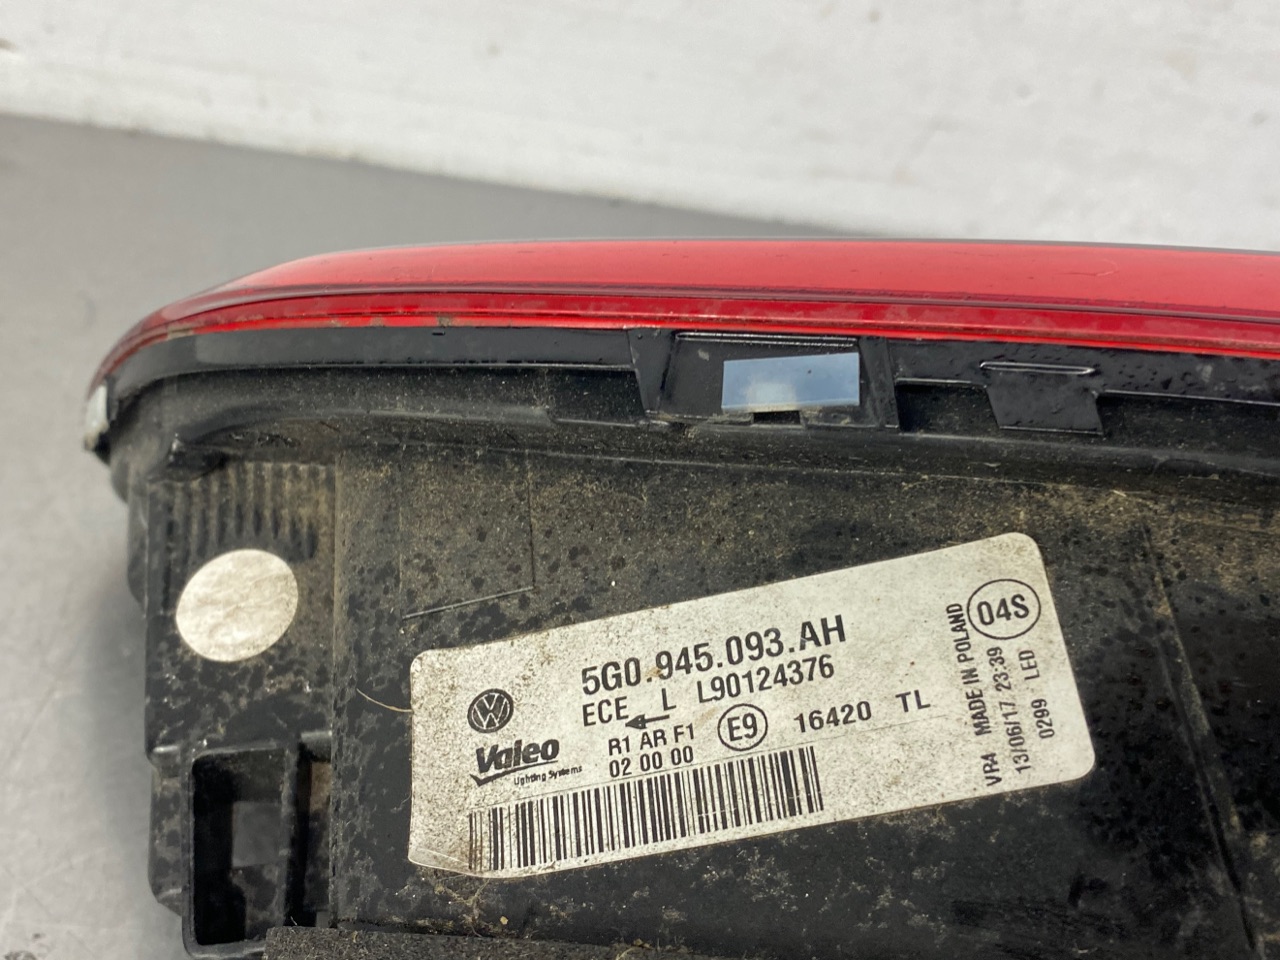 5G0.945.093.AH
ECE L L90124376
R1 AR F1
02 00 00
E9
16420 TL
VW
Valeo
Lighting Systems
04S
VR4 MADE IN POLAND
13/06/17 23:39
0299 LED